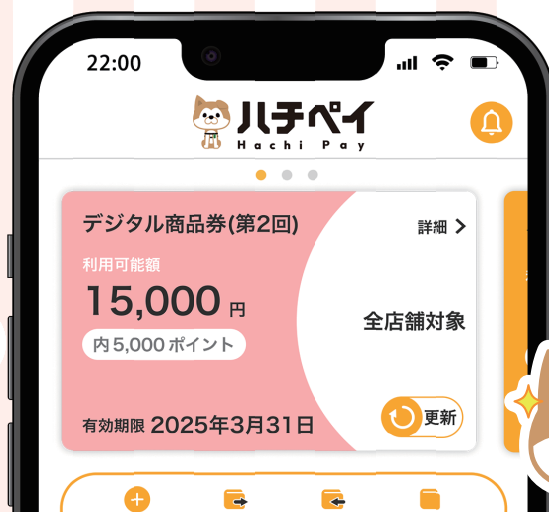 22:00
ハチペイ
Hachi Pay
デジタル商品券(第2回)
詳細
利用可能額
15,000 円
内5,000ポイント
全店舗対象
有効期限 2025年3月31日
更新